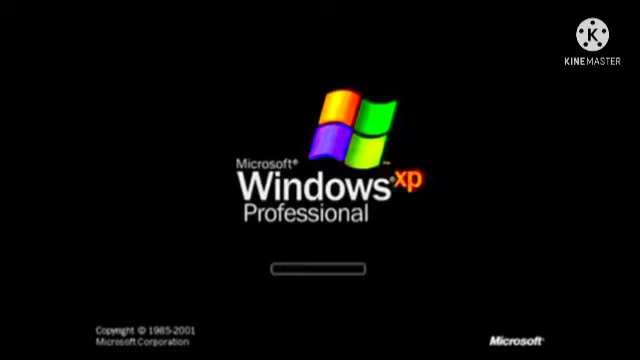 KINEMASTER
Microsoft®
Windows® xp
Professional
Copyright © 1985-2001
Microsoft Corporation
Microsoft